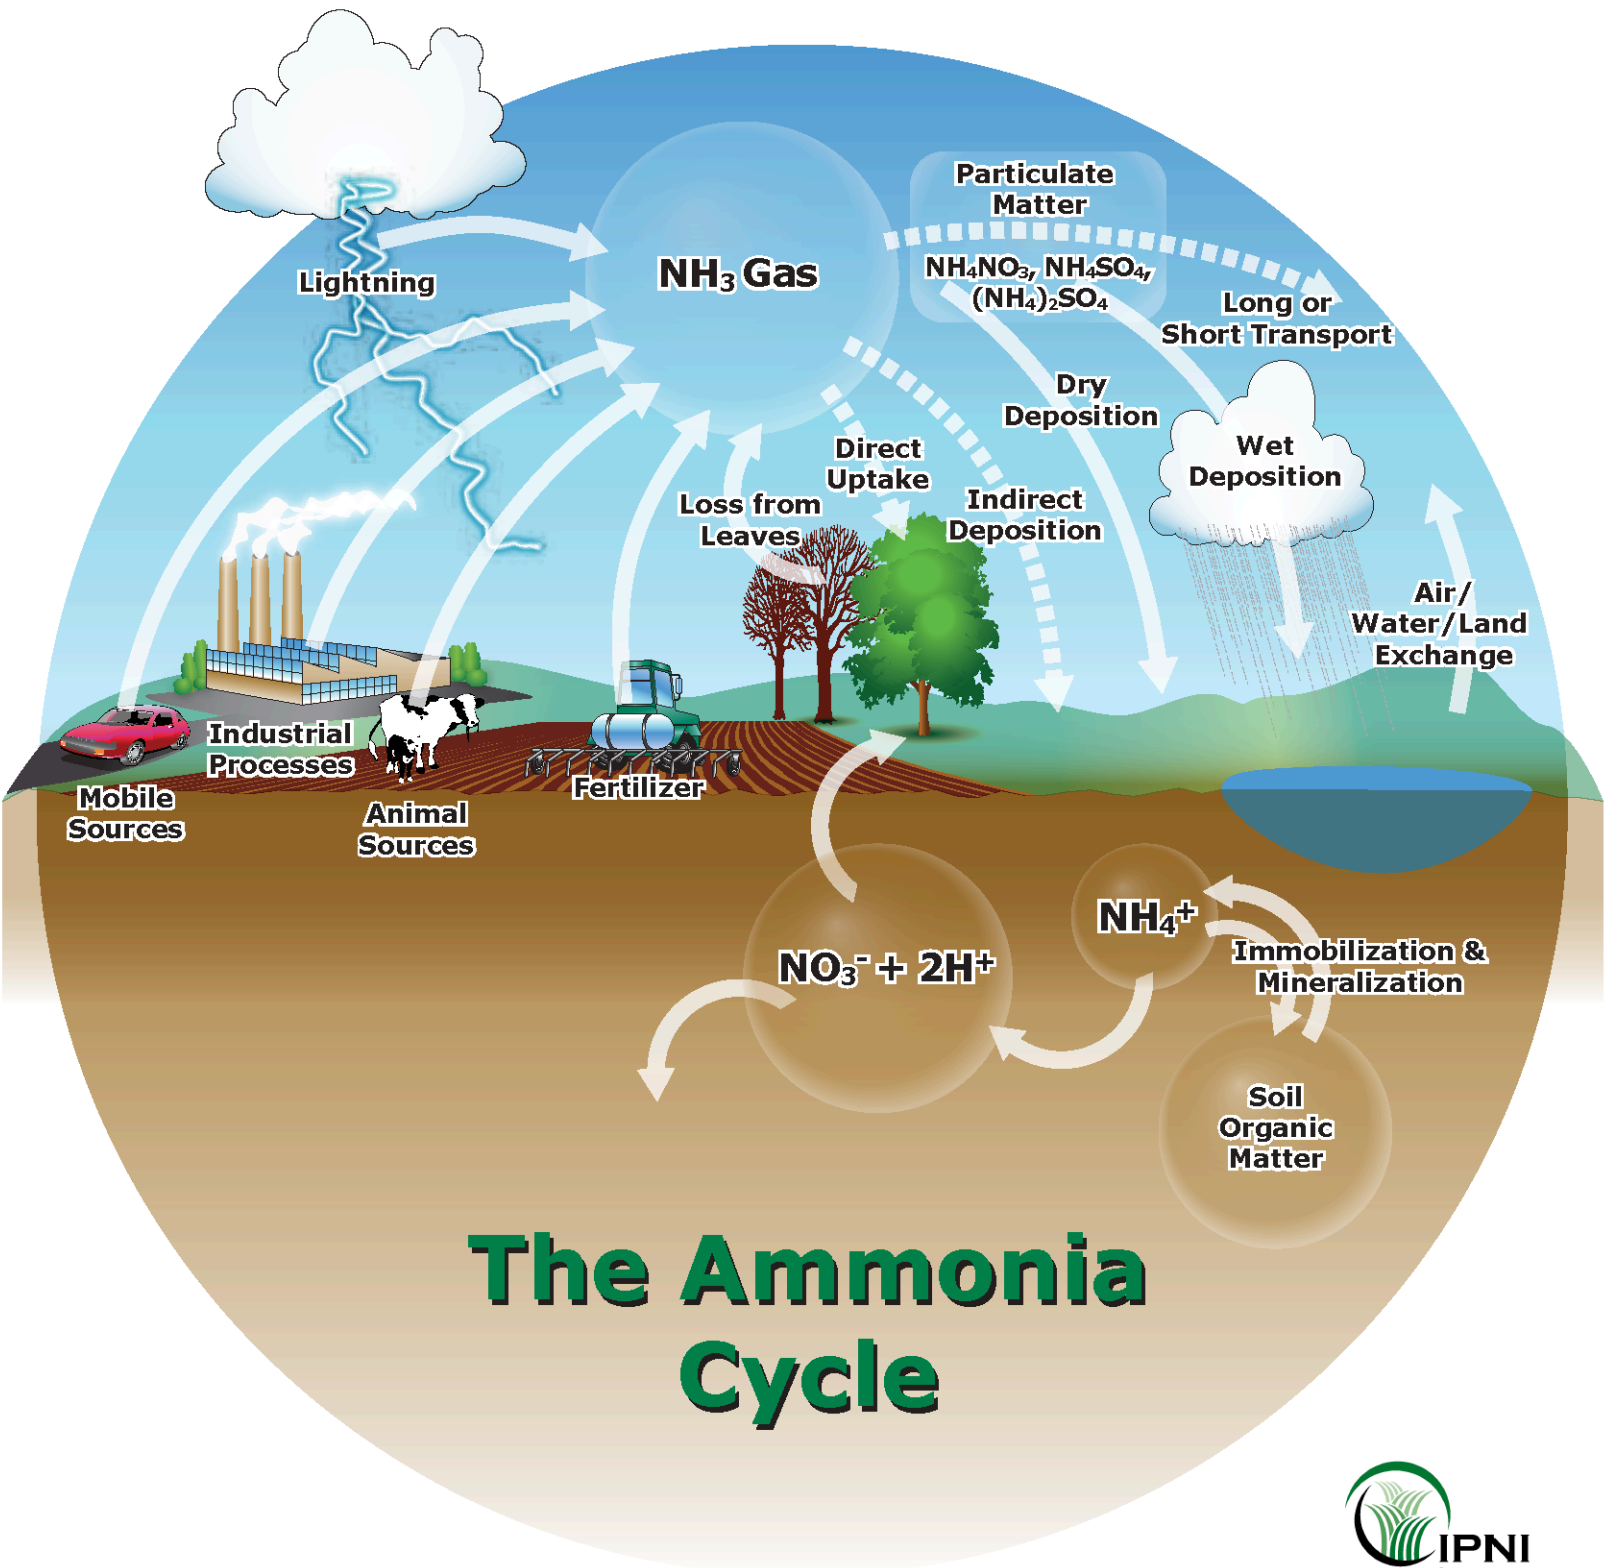 Particulate
Matter
NH₃ Gas
NH₄NO₃, NH₄SO₄,
(NH₄)₂SO₄
Lightning
Long or
Short Transport
Dry
Deposition
Wet
Deposition
Direct
Uptake
Loss from
Leaves
Indirect
Deposition
Air/
Water/Land
Exchange
Industrial
Processes
Mobile
Sources
Animal
Sources
Fertilizer
NH₄⁺
NO₃⁻ + 2H⁺
Immobilization &
Mineralization
Soil
Organic
Matter
The Ammonia
Cycle
IPNI